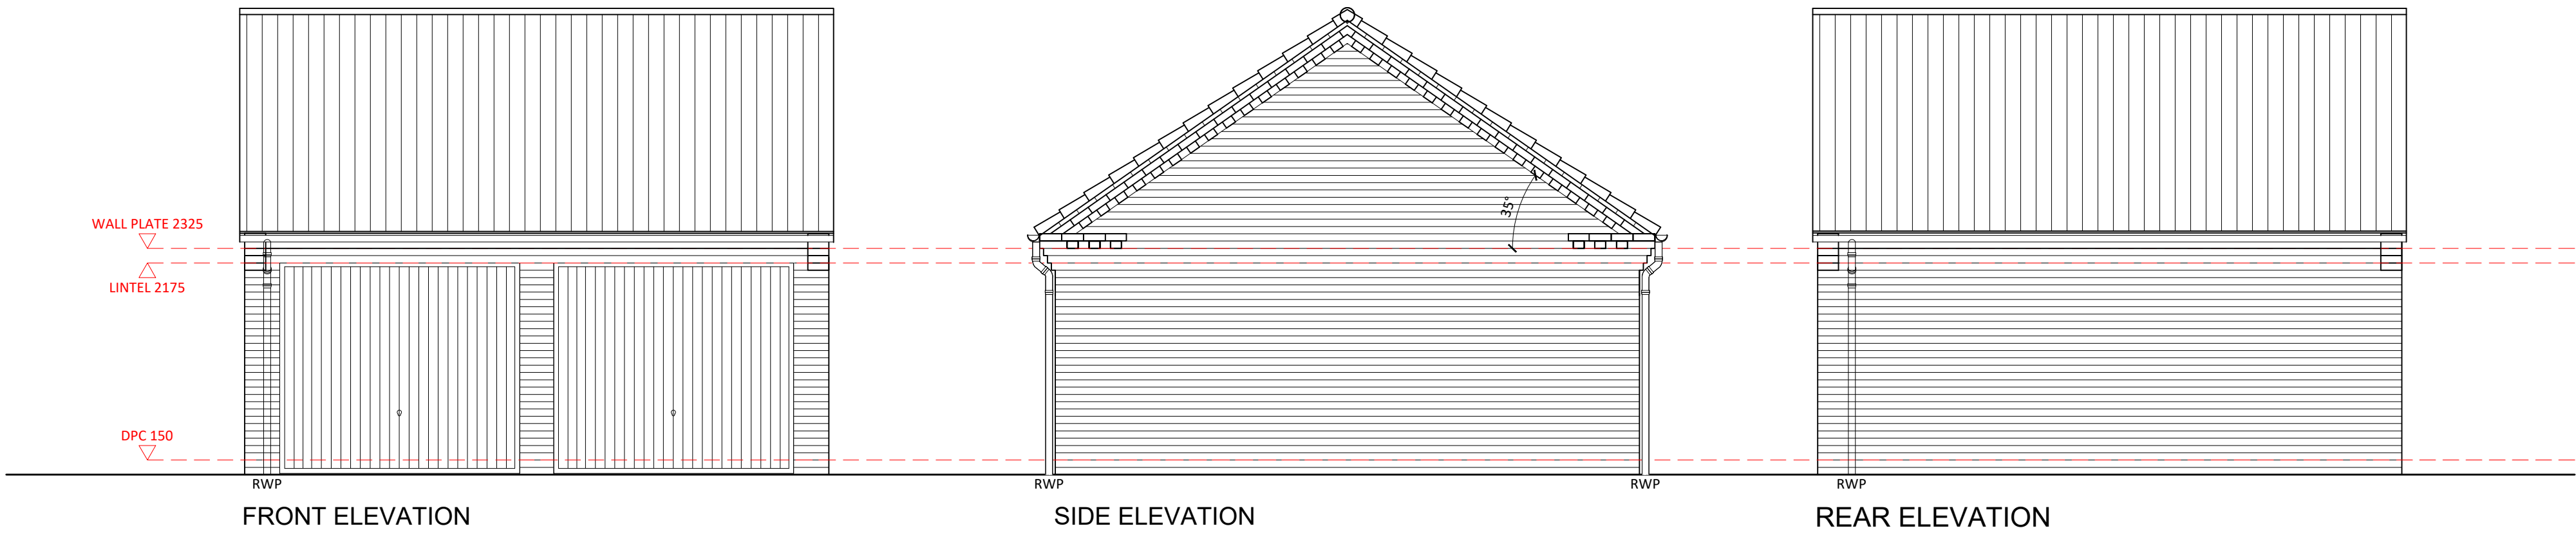 WALL PLATE 2325
LINTEL 2175
DPC 150
35°
RWP
RWP
RWP
RWP
FRONT ELEVATION
SIDE ELEVATION
REAR ELEVATION